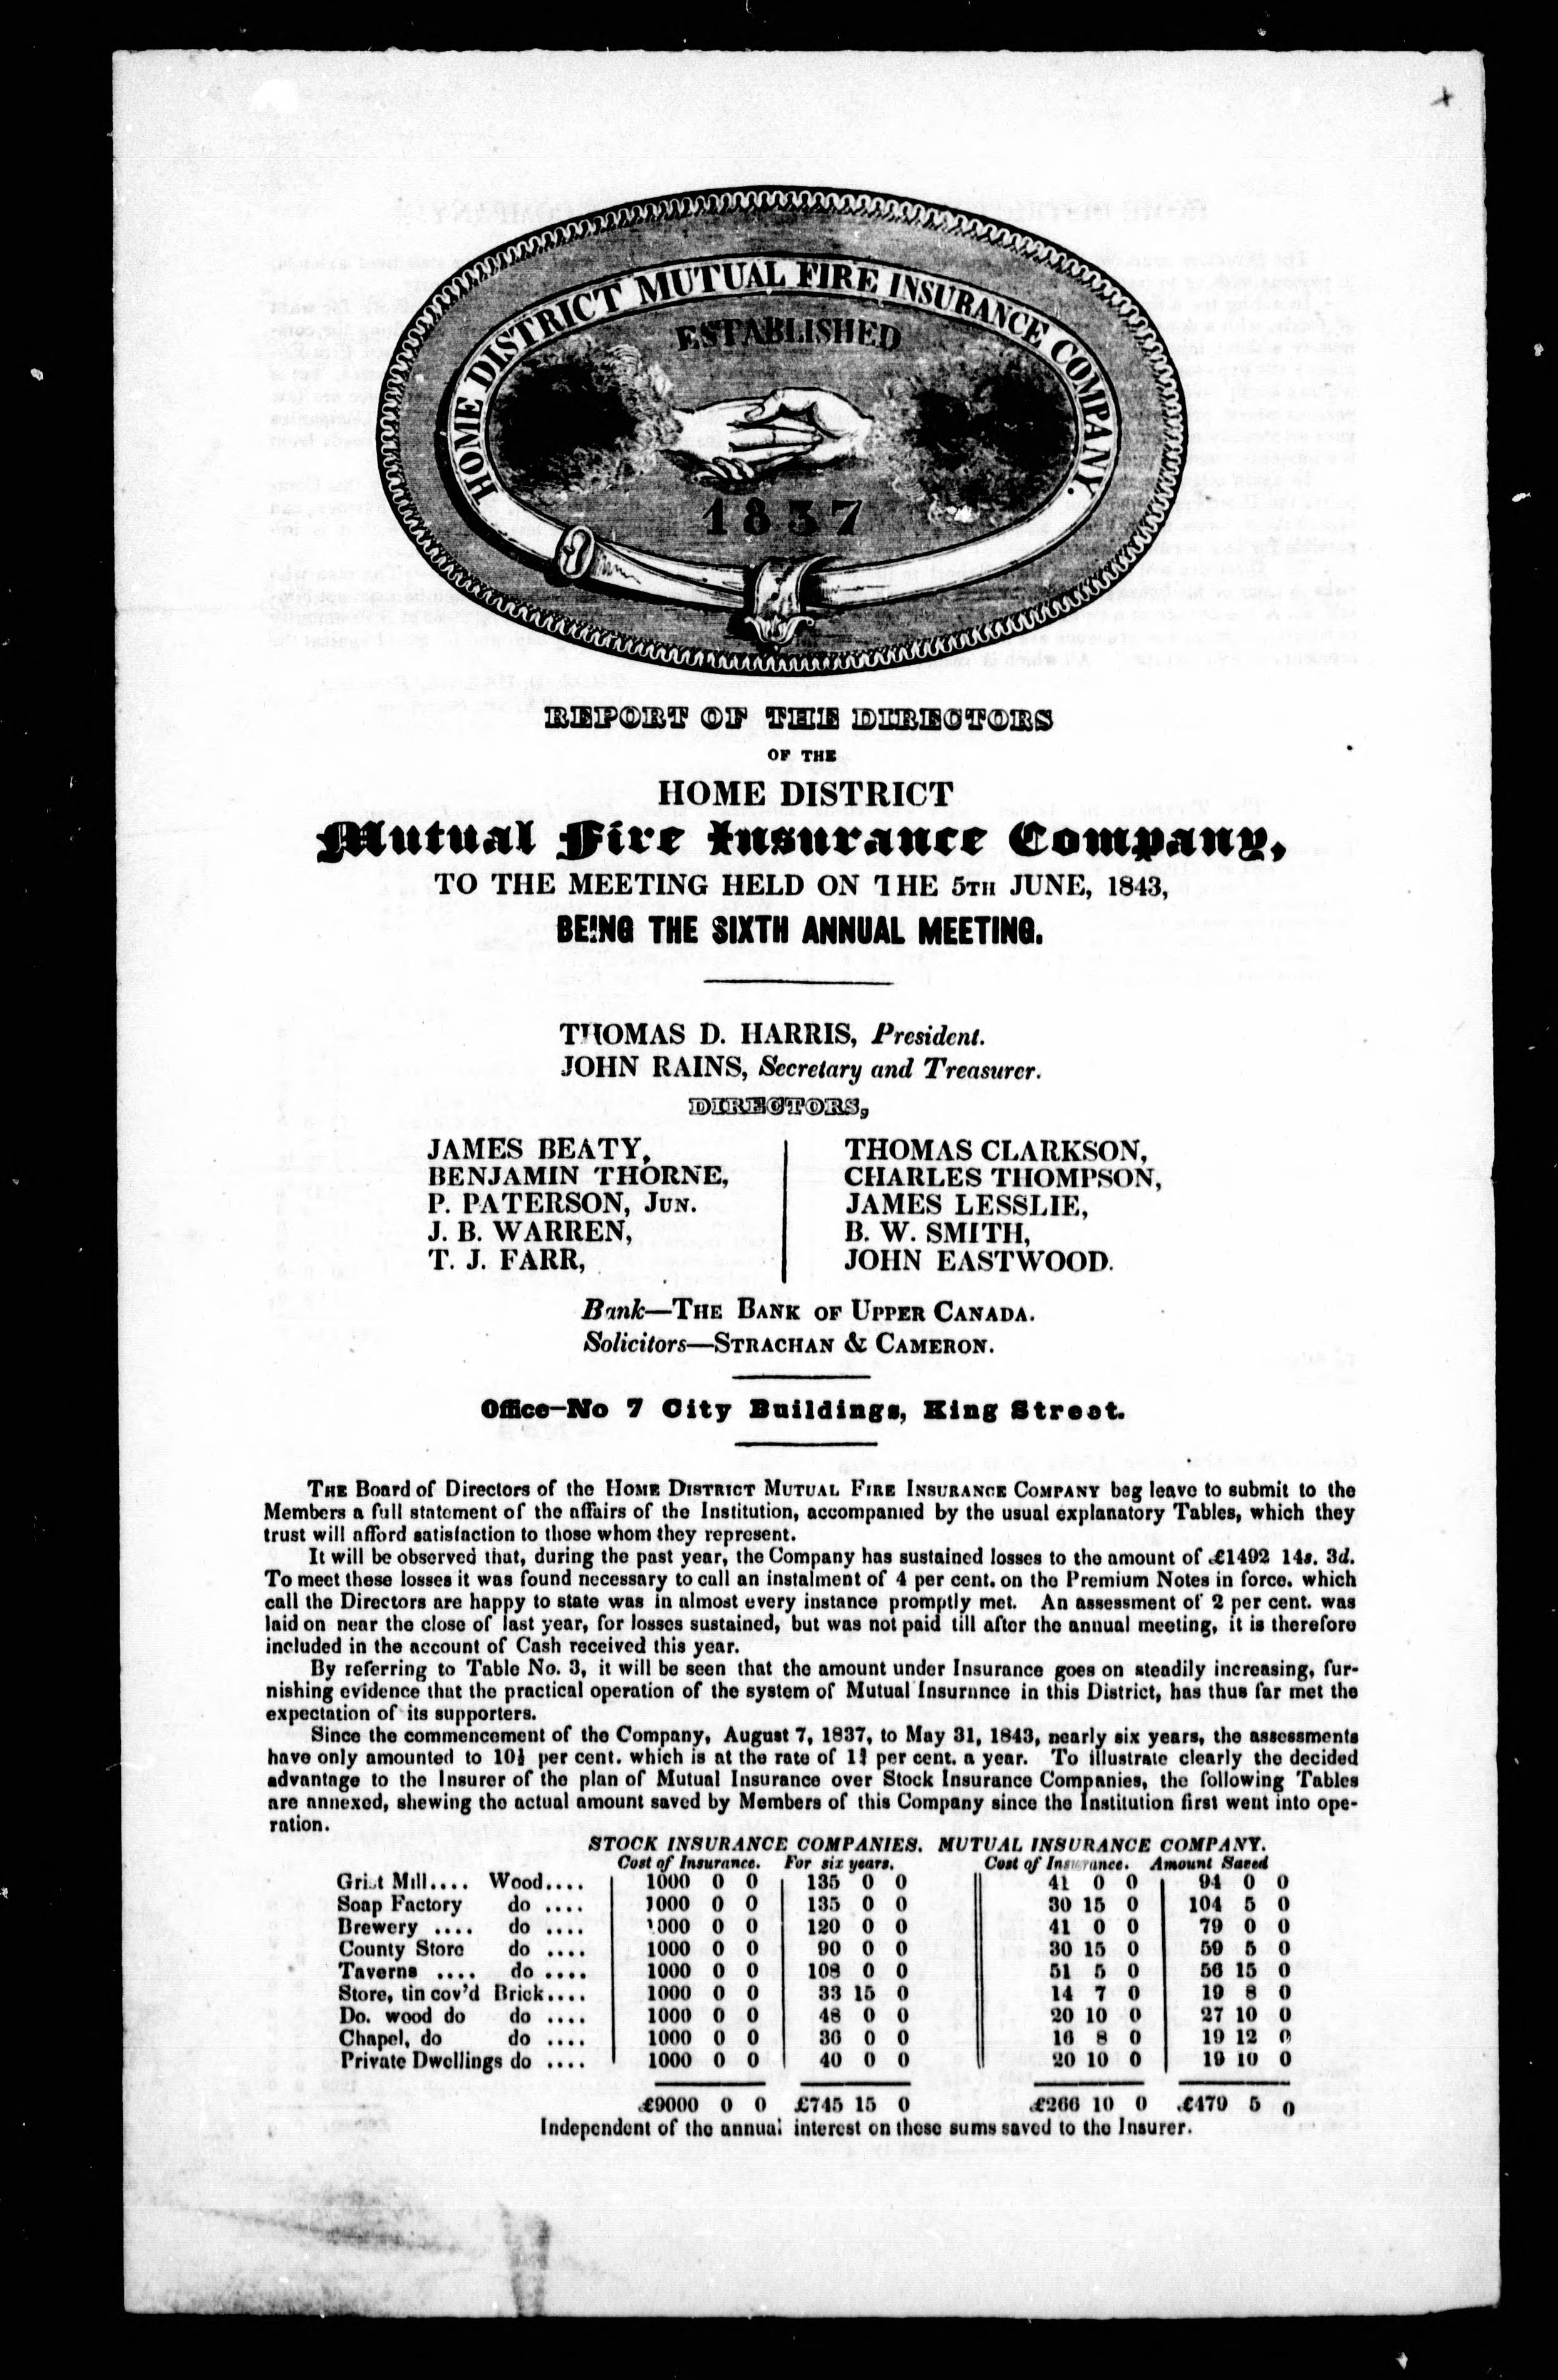 HOME DISTRICT MUTUAL FIRE INSURANCE COMPANY.
ESTABLISHED
1837
REPORT OF THE DIRECTORS
OF THE
HOME DISTRICT
Mutual Fire Insurance Company,
TO THE MEETING HELD ON THE 5TH JUNE, 1843,
BEING THE SIXTH ANNUAL MEETING.
THOMAS D. HARRIS, President.
JOHN RAINS, Secretary and Treasurer.
DIRECTORS,
JAMES BEATY,
BENJAMIN THORNE,
P. PATERSON, JUN.
J. B. WARREN,
T. J. FARR,
THOMAS CLARKSON,
CHARLES THOMPSON,
JAMES LESSLIE,
B. W. SMITH,
JOHN EASTWOOD.
Bank—THE BANK OF UPPER CANADA.
Solicitors—STRACHAN & CAMERON.
Office—No 7 City Buildings, King Street.
THE Board of Directors of the HOME DISTRICT MUTUAL FIRE INSURANCE COMPANY beg leave to submit to the
Members a full statement of the affairs of the Institution, accompanied by the usual explanatory Tables, which they
trust will afford satisfaction to those whom they represent.
It will be observed that, during the past year, the Company has sustained losses to the amount of £1492 14s. 3d.
To meet these losses it was found necessary to call an instalment of 4 per cent. on the Premium Notes in force. which
call the Directors are happy to state was in almost every instance promptly met. An assessment of 2 per cent. was
laid on near the close of last year, for losses sustained, but was not paid till after the annual meeting, it is therefore
included in the account of Cash received this year.
By referring to Table No. 3, it will be seen that the amount under Insurance goes on steadily increasing, fur-
nishing evidence that the practical operation of the system of Mutual Insurance in this District, has thus far met the
expectation of its supporters.
Since the commencement of the Company, August 7, 1837, to May 31, 1843, nearly six years, the assessments
have only amounted to per cent. which is at the rate of per cent. a year. To illustrate clearly the decided
advantage to the Insurer of the plan of Mutual Insurance over Stock Insurance Companies, the following Tables
are annexed, shewing the actual amount saved by Members of this Company since the Institution first went into ope-
ration.
STOCK INSURANCE COMPANIES. MUTUAL INSURANCE COMPANY.
Cost of Insurance. For six years. Cost of Insurance. Amount Saved
Grist Mill.... Wood.... 1000 0 0 135 0 0 41 0 0 94 0 0
Soap Factory do .... 1000 0 0 135 0 0 30 15 0 104 5 0
Brewery .... do .... 1000 0 0 120 0 0 41 0 0 79 0 0
County Store do .... 1000 0 0 90 0 0 30 15 0 59 5 0
Taverns .... do .... 1000 0 0 108 0 0 51 5 0 56 15 0
Store, tin cov'd Brick.... 1000 0 0 33 15 0 14 7 0 19 8 0
Do. wood do do .... 1000 0 0 48 0 0 20 10 0 27 10 0
Chapel, do do .... 1000 0 0 36 0 0 16 8 0 19 12 0
Private Dwellings do .... 1000 0 0 40 0 0 20 10 0 19 10 0
£9000 0 0 £745 15 0 £266 10 0 £479 5 0
Independent of the annual interest on these sums saved to the Insurer.